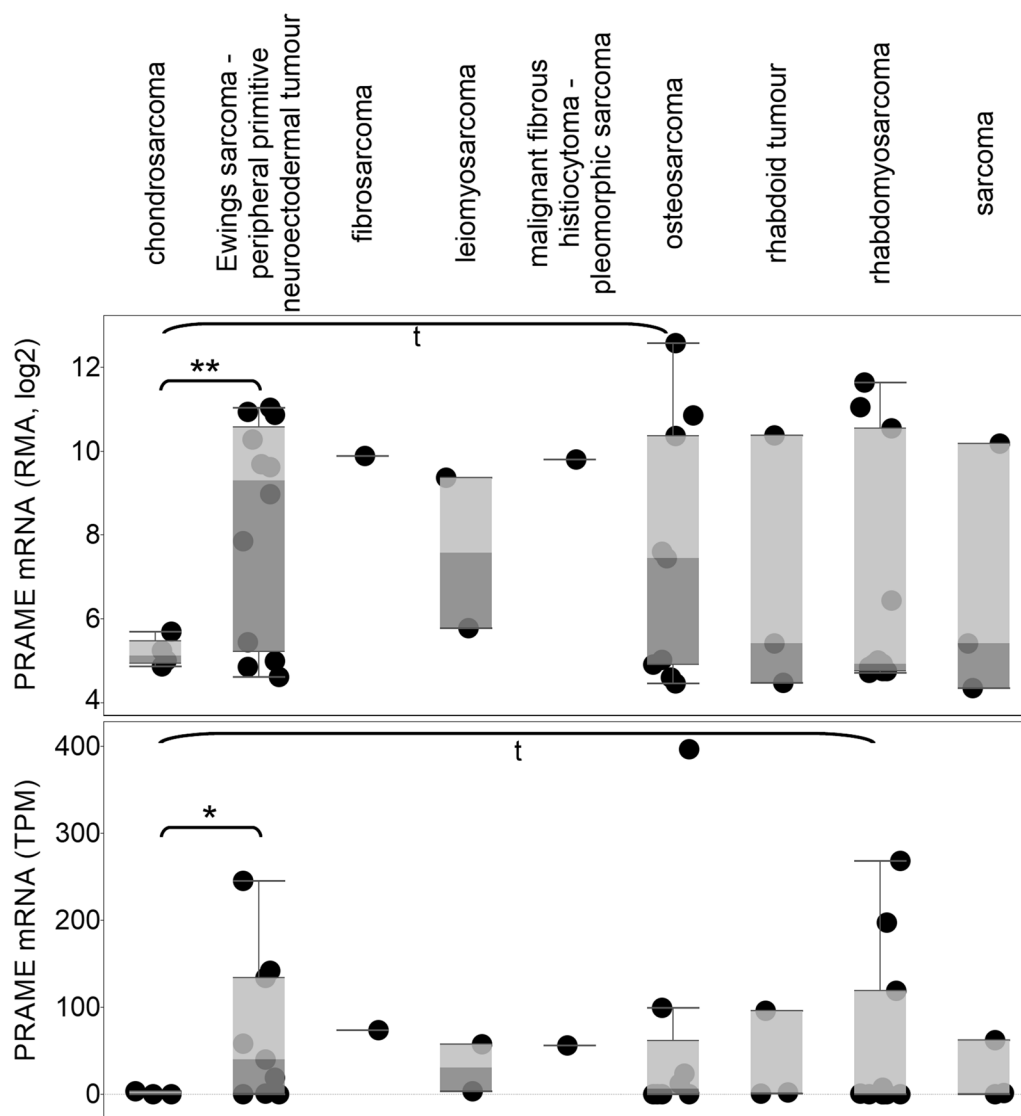 chondrosarcoma
Ewings sarcoma -
peripheral primitive
neuroectodermal tumour
fibrosarcoma
leiomyosarcoma
malignant fibrous
histiocytoma -
pleomorphic sarcoma
osteosarcoma
rhabdoid tumour
rhabdomyosarcoma
sarcoma
PRAME mRNA (RMA, log2)
12
10
8
6
4
t
**
PRAME mRNA (TPM)
400
300
200
100
0
t
*